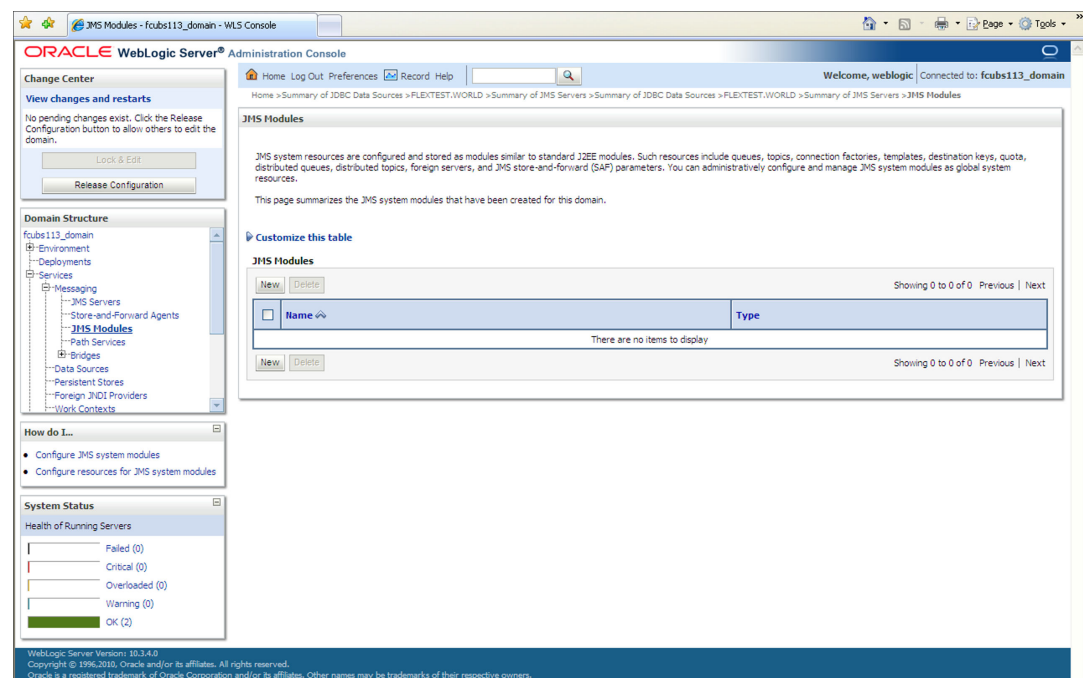 JMS Modules - fcubs113_domain - WLS Console
Page
Tools
ORACLE WebLogic Server® Administration Console
Change Center
View changes and restarts
No pending changes exist. Click the Release
Configuration button to allow others to edit the
domain.
Lock & Edit
Release Configuration
Domain Structure
fcubs113_domain
Environment
Deployments
Services
Messaging
JMS Servers
Store-and-Forward Agents
JMS Modules
Path Services
Bridges
Data Sources
Persistent Stores
Foreign JNDI Providers
Work Contexts
How do I...
Configure JMS system modules
Configure resources for JMS system modules
System Status
Health of Running Servers
Failed (0)
Critical (0)
Overloaded (0)
Warning (0)
OK (2)
Home Log Out Preferences Record Help
Welcome, weblogic Connected to: fcubs113_domain
Home >Summary of JDBC Data Sources >FLEXTEST.WORLD >Summary of JMS Servers >Summary of JDBC Data Sources >FLEXTEST.WORLD >Summary of JMS Servers >JMS Modules
JMS Modules
JMS system resources are configured and stored as modules similar to standard J2EE modules. Such resources include queues, topics, connection factories, templates, destination keys, quota,
distributed queues, distributed topics, foreign servers, and JMS store-and-forward (SAF) parameters. You can administratively configure and manage JMS system modules as global system
resources.
This page summarizes the JMS system modules that have been created for this domain.
Customize this table
JMS Modules
New Delete Showing 0 to 0 of 0 Previous | Next
Name Type
There are no items to display
New Delete Showing 0 to 0 of 0 Previous | Next
WebLogic Server Version: 10.3.4.0
Copyright © 1996,2010, Oracle and/or its affiliates. All rights reserved.
Oracle is a registered trademark of Oracle Corporation and/or its affiliates. Other names may be trademarks of their respective owners.